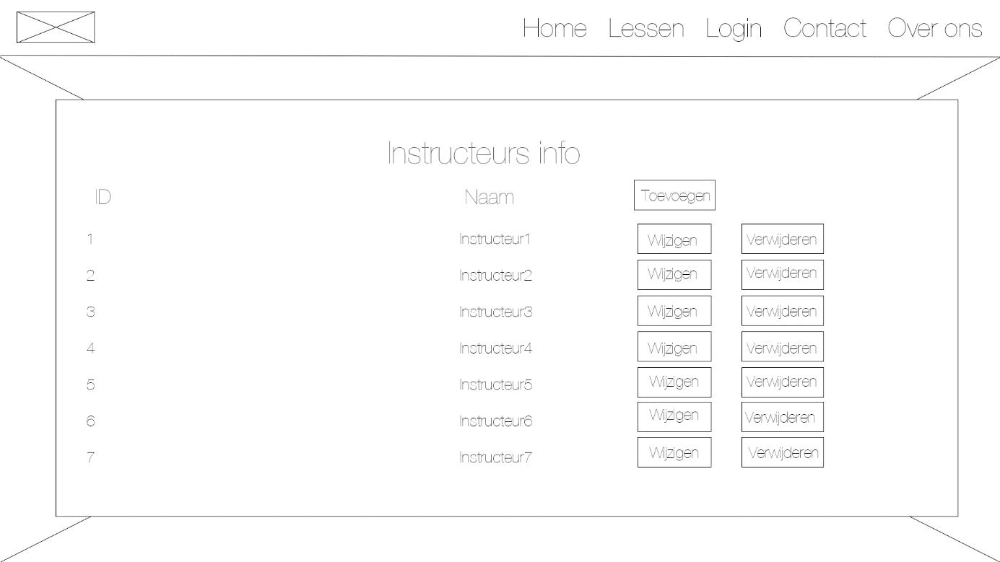 Home Lessen Login Contact Over ons
Instructeurs info
ID Naam Toevoegen
1 Instructeur1 Wijzigen Verwijderen
2 Instructeur2 Wijzigen Verwijderen
3 Instructeur3 Wijzigen Verwijderen
4 Instructeur4 Wijzigen Verwijderen
5 Instructeur5 Wijzigen Verwijderen
6 Instructeur6 Wijzigen Verwijderen
7 Instructeur7 Wijzigen Verwijderen